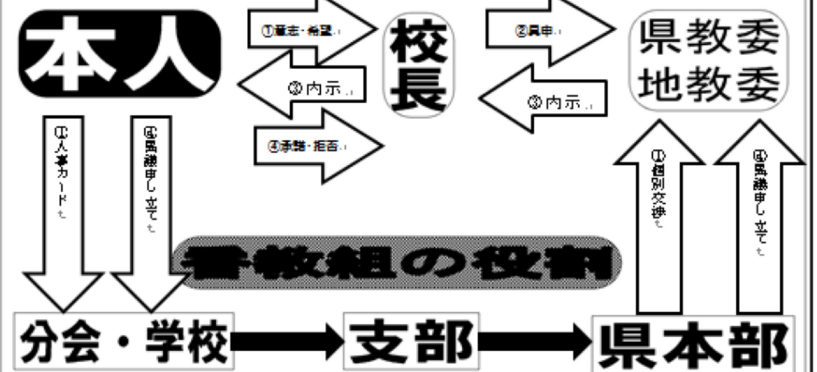 本人
①意志・希望
校長
②具申
県教委
地教委
③内示
③内示
④承諾・拒否
①人事カード
④異議申し立て
①個別交渉
④異議申し立て
香教組の役割
分会・学校
支部
県本部